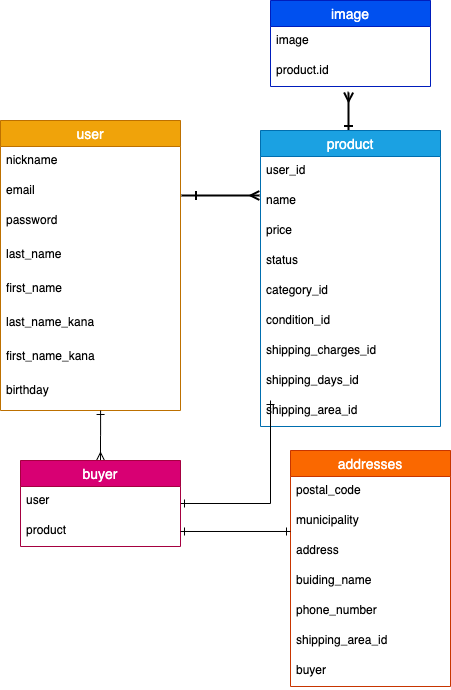 image
image
product.id
user
nickname
email
password
last_name
first_name
last_name_kana
first_name_kana
birthday
product
user_id
name
price
status
category_id
condition_id
shipping_charges_id
shipping_days_id
shipping_area_id
buyer
user
product
addresses
postal_code
municipality
address
buiding_name
phone_number
shipping_area_id
buyer